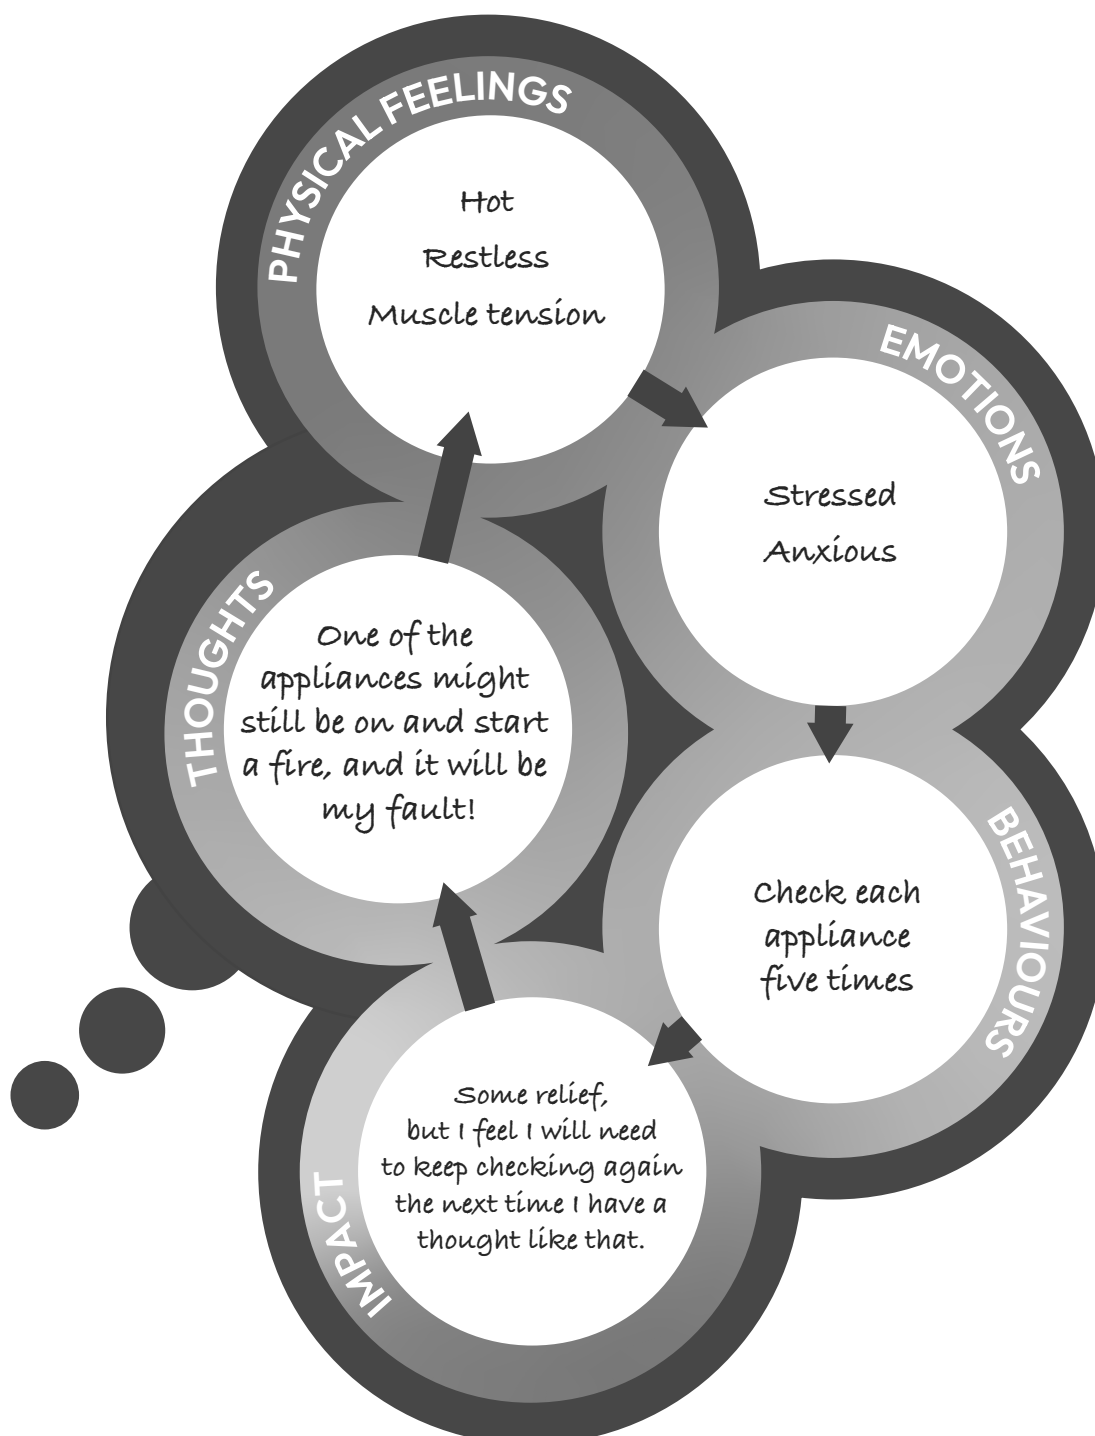 PHYSICAL FEELINGS
Hot
Restless
Muscle tension
EMOTIONS
Stressed
Anxious
THOUGHTS
One of the
appliances might
still be on and start
a fire, and it will be
my fault!
BEHAVIOURS
Check each
appliance
five times
IMPACT
Some relief,
but I feel I will need
to keep checking again
the next time I have a
thought like that.